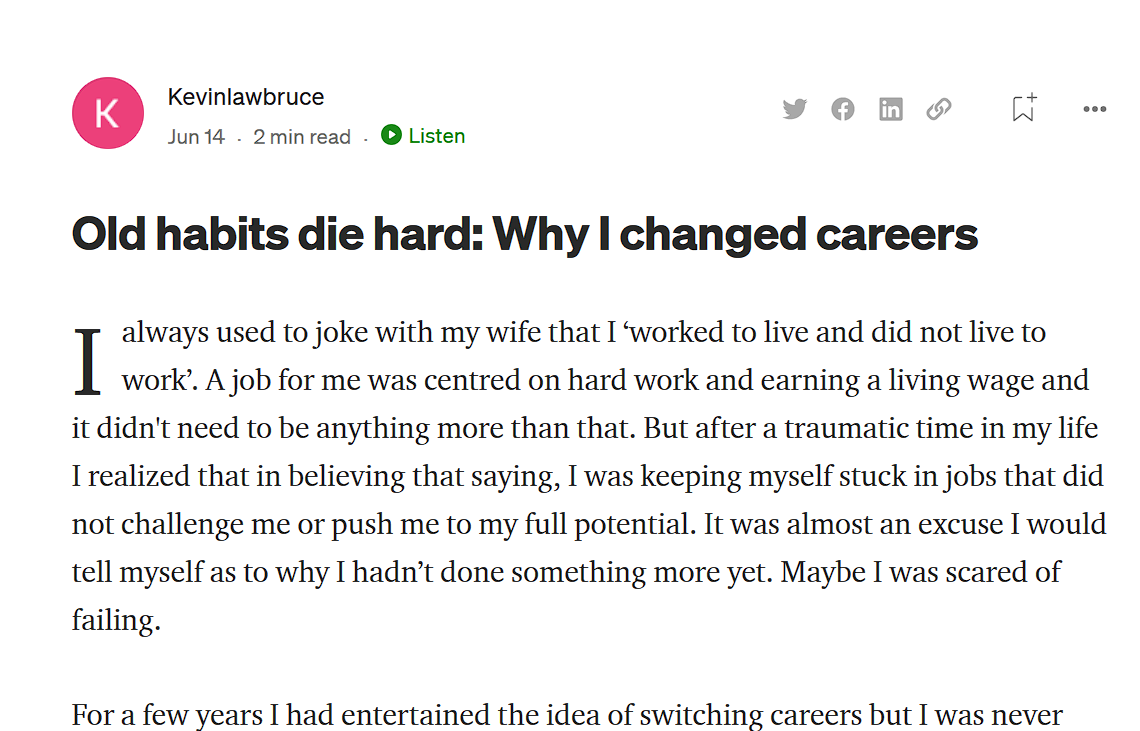 K
Kevinlawbruce
Jun 14 · 2 min read · Listen
Old habits die hard: Why I changed careers
I always used to joke with my wife that I ‘worked to live and did not live to
work’. A job for me was centred on hard work and earning a living wage and
it didn't need to be anything more than that. But after a traumatic time in my life
I realized that in believing that saying, I was keeping myself stuck in jobs that did
not challenge me or push me to my full potential. It was almost an excuse I would
tell myself as to why I hadn’t done something more yet. Maybe I was scared of
failing.
For a few years I had entertained the idea of switching careers but I was never